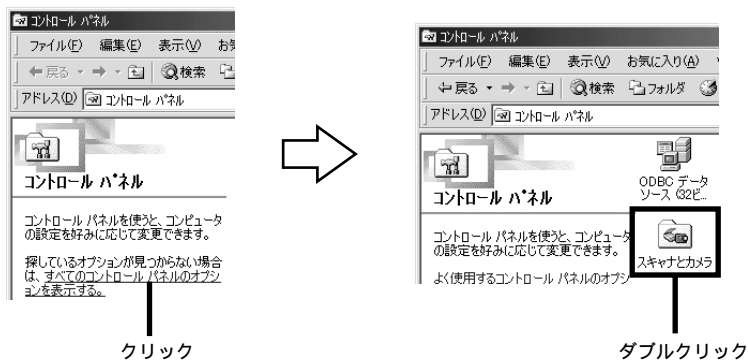 コントロール パネル
ファイル(F) 編集(E) 表示(V)
戻る 検索
アドレス(D) コントロール パネル
コントロール パネル
コントロール パネルを使うと、コンピュータ
の設定を好みに応じて変更できます。
探しているオプションが見つからない場合
は、すべてのコントロール パネルのオプシ
ョンを表示する。
クリック
コントロール パネル
ファイル(F) 編集(E) 表示(V) お気に入り(A)
戻る 検索 フォルダ
アドレス(D) コントロール パネル
コントロール パネル
ODBC データ
ソース (32ビ...
コントロール パネルを使うと、コンピュータ
の設定を好みに応じて変更できます。
よく使用するコントロール パネルのオプシ
スキャナとカメラ
ダブルクリック